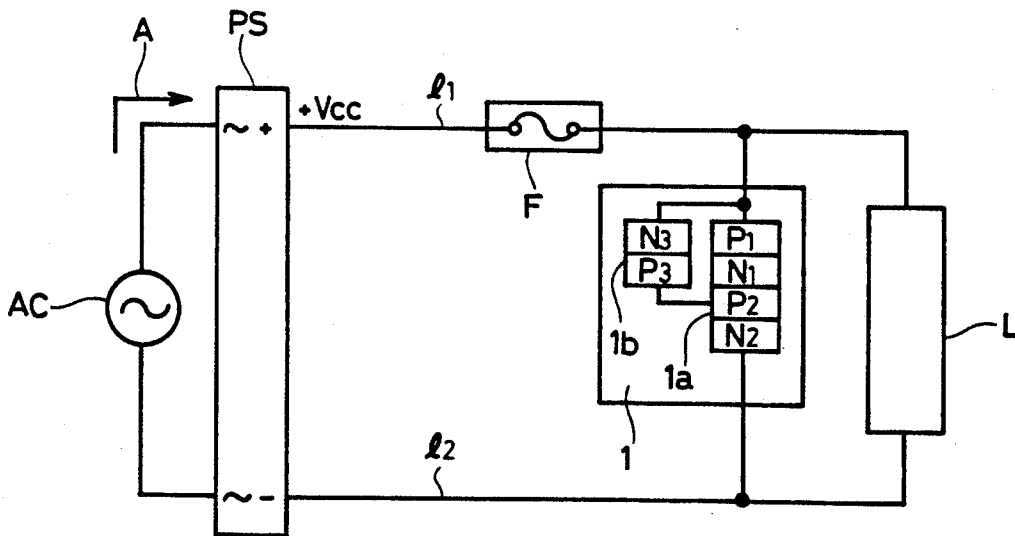 A
PS
+Vcc
ℓ1
~ +
F
N3
P1
P3
N1
P2
N2
AC
1b
1a
1
L
ℓ2
~ -